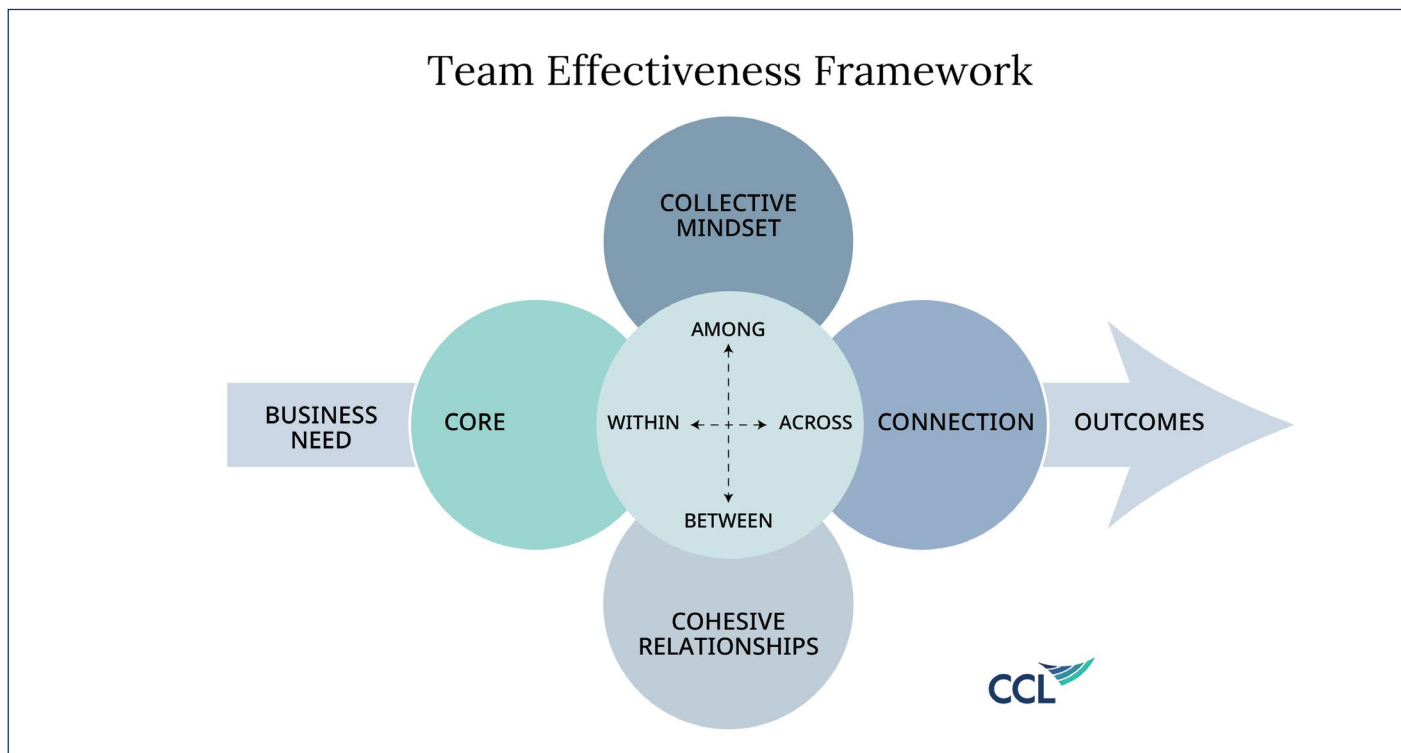 Team Effectiveness Framework
COLLECTIVE
MINDSET
AMONG
BUSINESS
NEED
CORE
WITHIN
ACROSS
CONNECTION
OUTCOMES
BETWEEN
COHESIVE
RELATIONSHIPS
CCL